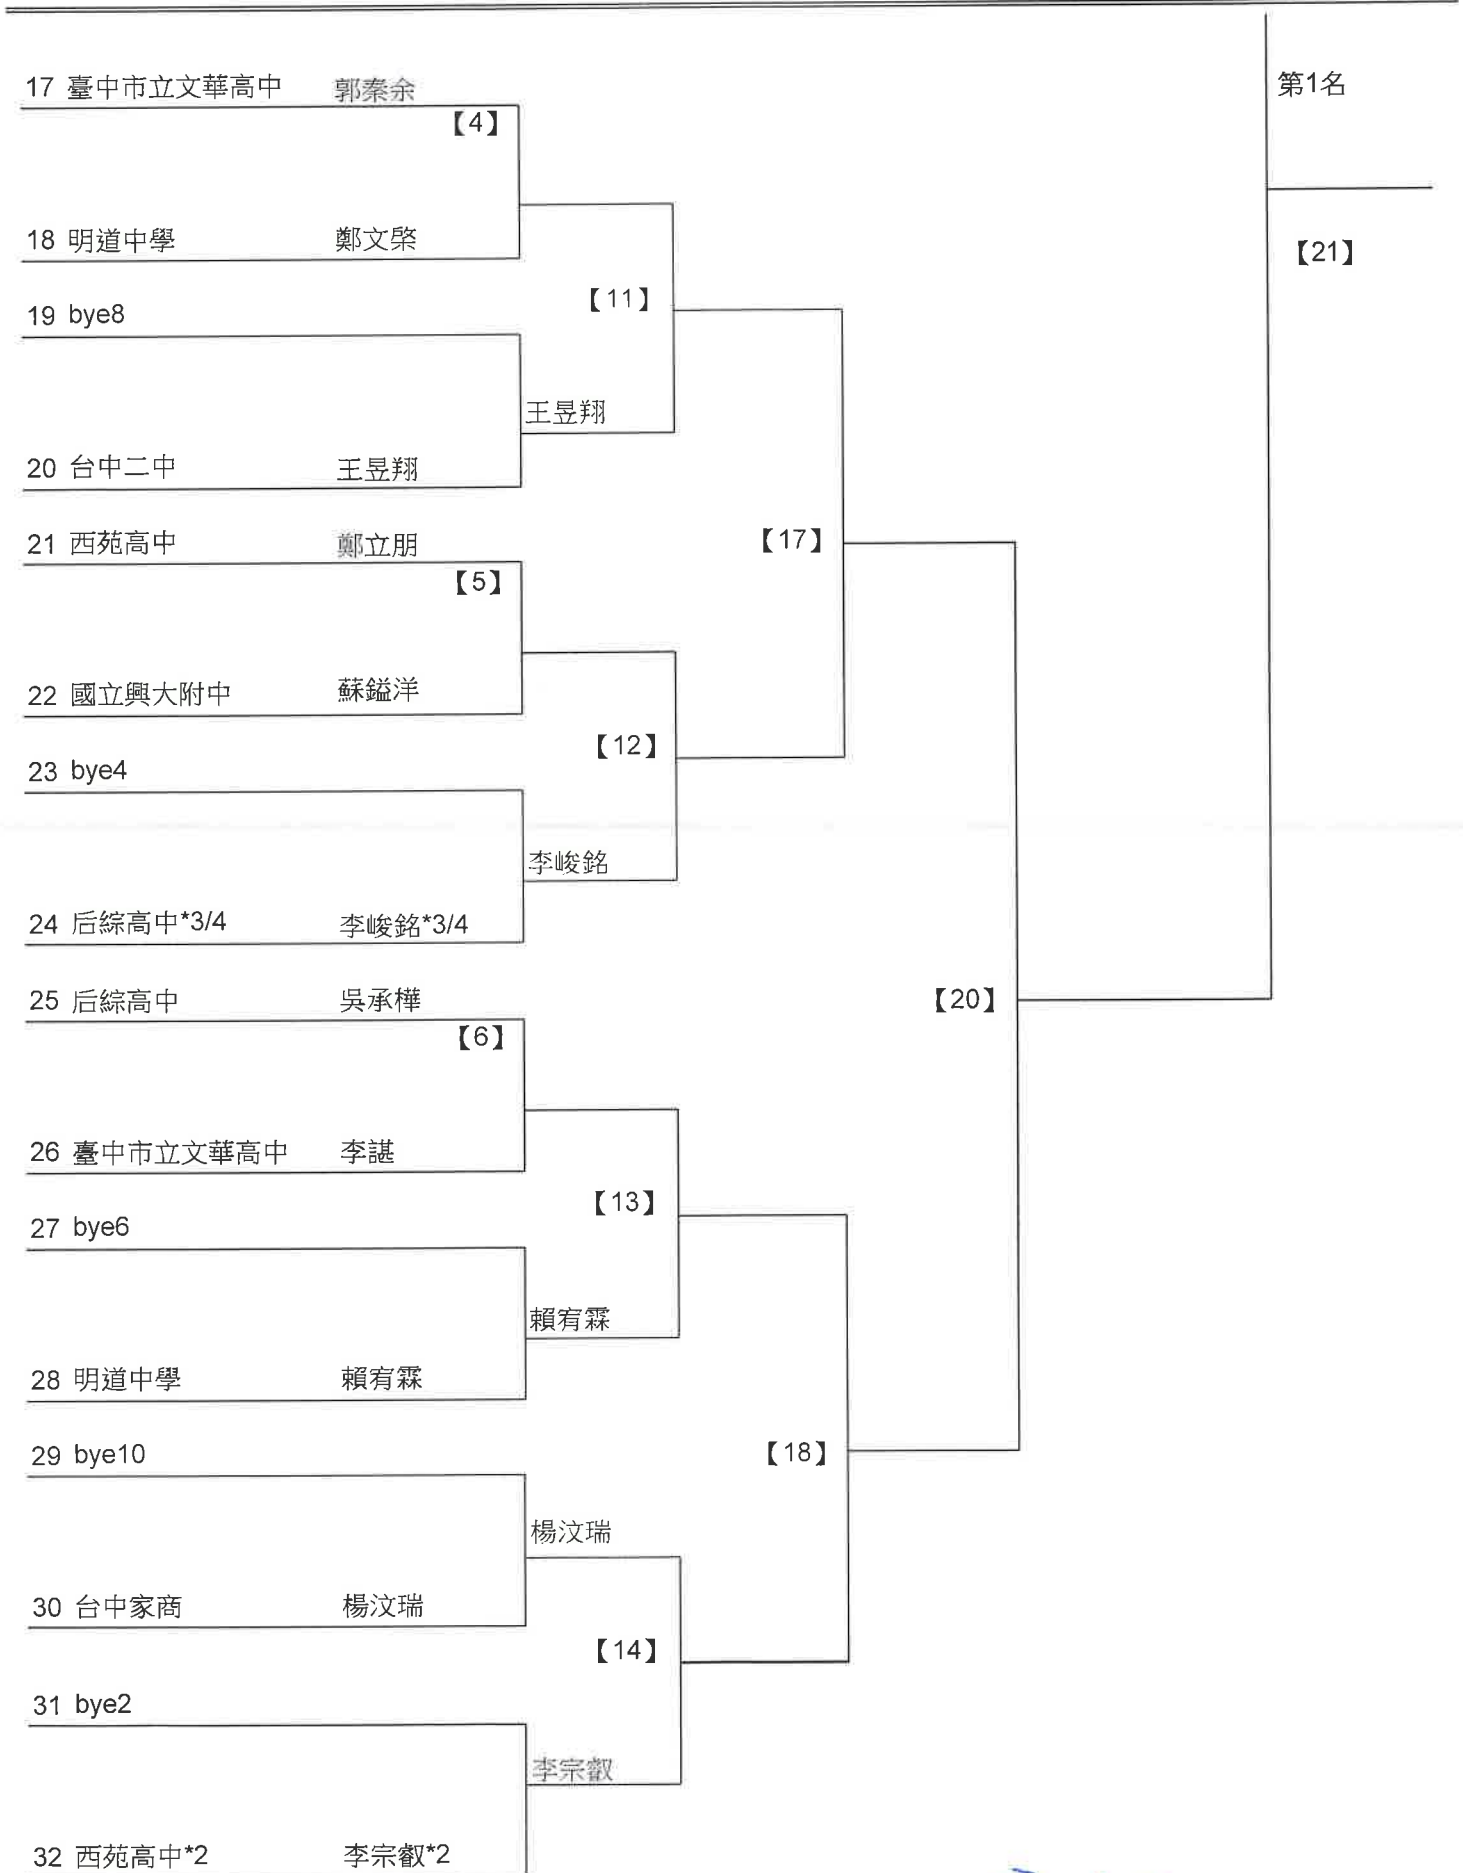 17 臺中市立文華高中 郭秦余
第1名
【4】
18 明道中學 鄭文棨
【21】
【11】
19 bye8
王昱翔
20 台中二中 王昱翔
21 西苑高中 鄭立朋
【17】
【5】
22 國立興大附中 蘇鎰洋
【12】
23 bye4
李峻銘
24 后綜高中*3/4 李峻銘*3/4
25 后綜高中 吳承樺
【20】
【6】
26 臺中市立文華高中 李諶
【13】
27 bye6
賴宥霖
28 明道中學 賴宥霖
29 bye10
【18】
楊汶瑞
30 台中家商 楊汶瑞
【14】
31 bye2
李宗叡
32 西苑高中*2 李宗叡*2